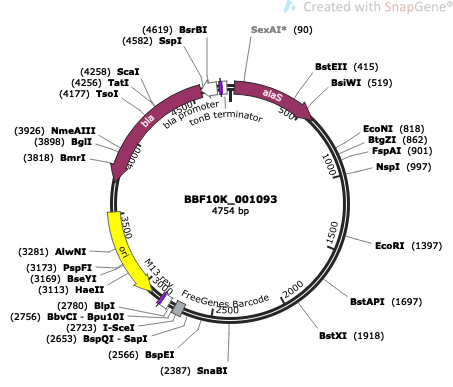 Created with SnapGene®
(4619) BsrBI
(4582) SspI
SexAI* (90)
(4258) ScaI
(4256) TatI
(4177) TsoI
BstEII (415)
BsiWI (519)
(3926) NmeAIII
(3898) BglI
(3818) BmrI
EcoNI (818)
BtgZI (862)
FspAI (901)
NspI (997)
bla
bla promoter
tonB terminator
alaS
4500
500
4000
1000
BBF10K_001093
4754 bp
3500
1500
ori
M13 rev
3000
FreeGenes Barcode
2500
2000
EcoRI (1397)
(3281) AlwNI
(3173) PspFI
(3169) BseYI
(3113) HaeII
(2780) BlpI
(2756) BbvCI - Bpu10I
(2723) I-SceI
(2653) BspQI - SapI
(2566) BspEI
(2387) SnaBI
BstAPI (1697)
BstXI (1918)